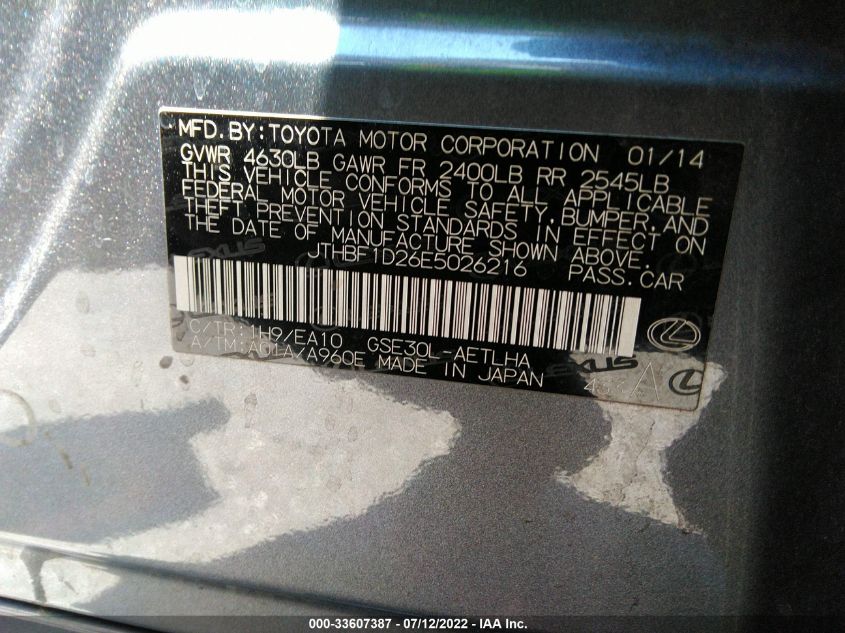 MFD.BY:TOYOTA MOTOR CORPORATION 01/14
GVWR 4630LB GAWR FR 2400LB RR 2545LB
THIS VEHICLE CONFORMS TO ALL APPLICABLE
FEDERAL MOTOR VEHICLE SAFETY,BUMPER,AND
THEFT PREVENTION STANDARDS IN EFFECT ON
THE DATE OF MANUFACTURE SHOWN ABOVE.
JTHBF1D26E5026216 PASS.CAR
C/TR:1H9/EA10 GSE30L-AETLHA
A/TM:A01A/A960E MADE IN JAPAN
LEXUS
000-33607387 - 07/12/2022 - © IAA Inc.